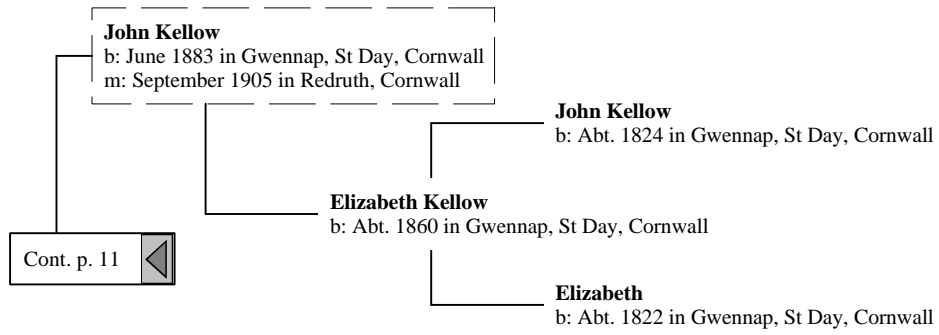 John Kellow
b: June 1883 in Gwennap, St Day, Cornwall
m: September 1905 in Redruth, Cornwall
John Kellow
b: Abt. 1824 in Gwennap, St Day, Cornwall
Elizabeth Kellow
b: Abt. 1860 in Gwennap, St Day, Cornwall
Cont. p. 11
Elizabeth
b: Abt. 1822 in Gwennap, St Day, Cornwall